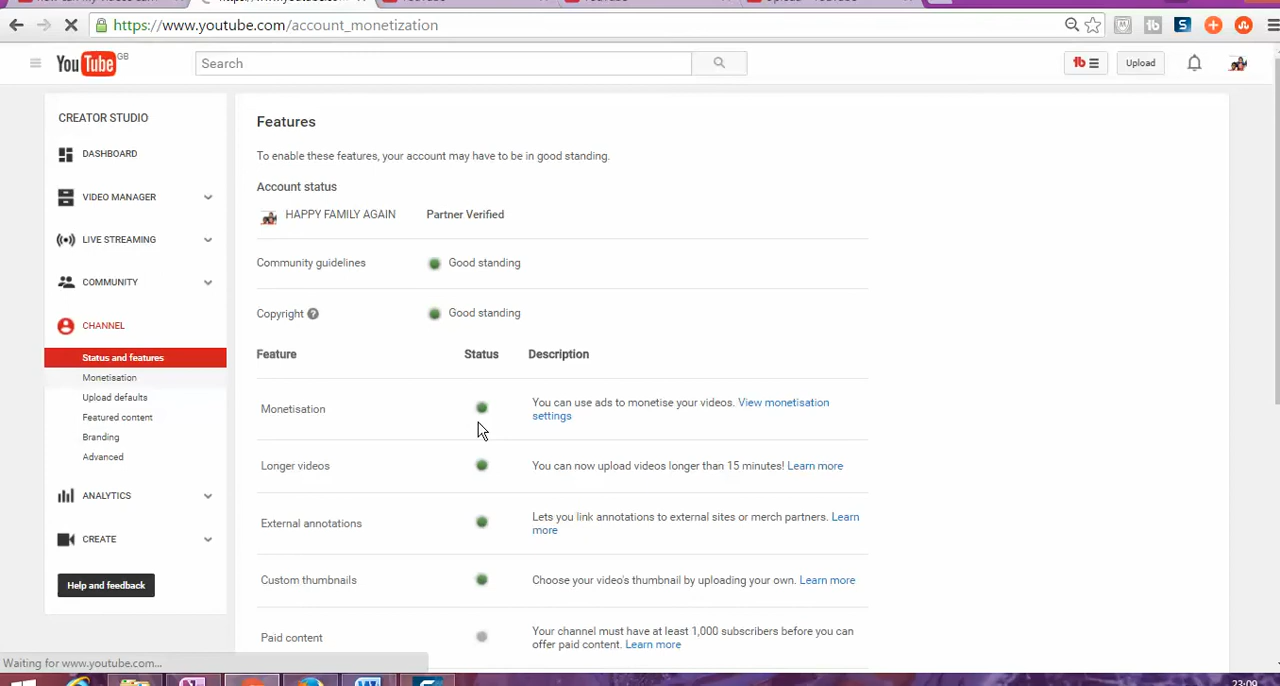 https://www.youtube.com/account_monetization
YouTube GB
Search
Upload
CREATOR STUDIO
DASHBOARD
VIDEO MANAGER
LIVE STREAMING
COMMUNITY
CHANNEL
Status and features
Monetisation
Upload defaults
Featured content
Branding
Advanced
ANALYTICS
CREATE
Help and feedback
Features
To enable these features, your account may have to be in good standing.
Account status
HAPPY FAMILY AGAIN Partner Verified
Community guidelines Good standing
Copyright ? Good standing
Feature Status Description
Monetisation You can use ads to monetise your videos. View monetisation
settings
Longer videos You can now upload videos longer than 15 minutes! Learn more
External annotations Lets you link annotations to external sites or merch partners. Learn
more
Custom thumbnails Choose your video's thumbnail by uploading your own. Learn more
Paid content Your channel must have at least 1,000 subscribers before you can
offer paid content. Learn more
Waiting for www.youtube.com...
23:09